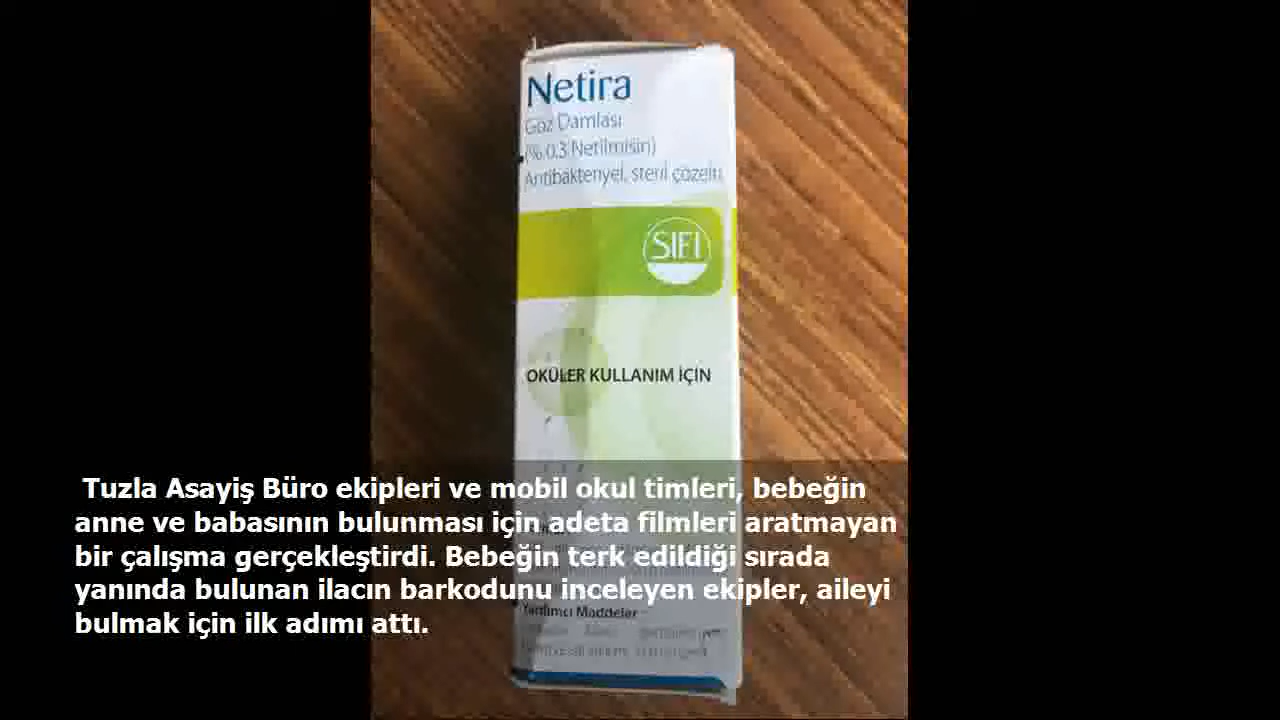 Netira
Göz Damlası
(% 0.3 Netilmisin)
Antibakteriyel, steril çözelti
SIFI
OKÜLER KULLANIM İÇİN
Tuzla Asayiş Büro ekipleri ve mobil okul timleri, bebeğin
anne ve babasının bulunması için adeta filmleri aratmayan
bir çalışma gerçekleştirdi. Bebeğin terk edildiği sırada
yanında bulunan ilacın barkodunu inceleyen ekipler, aileyi
bulmak için ilk adımı attı.
Yardımcı Maddeler